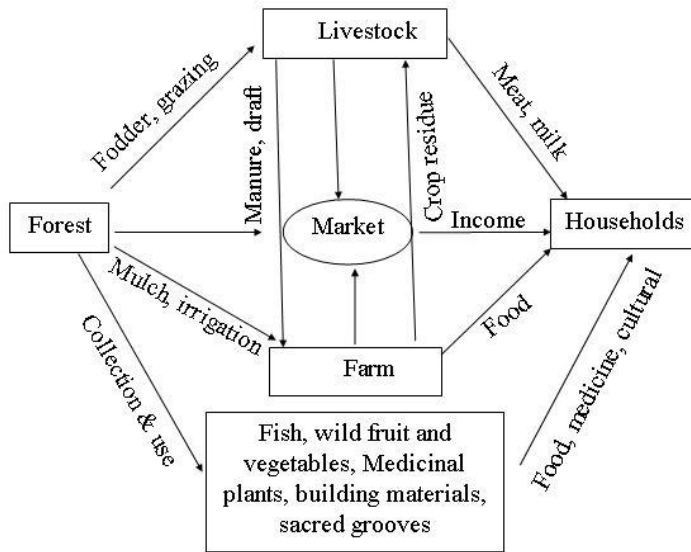 Livestock
Fodder, grazing
Manure, draft
Crop residue
Meat, milk
Forest
Market
Income
Households
Mulch, irrigation
Food
Collection & use
Farm
Food, medicine, cultural
Fish, wild fruit and
vegetables, Medicinal
plants, building materials,
sacred grooves